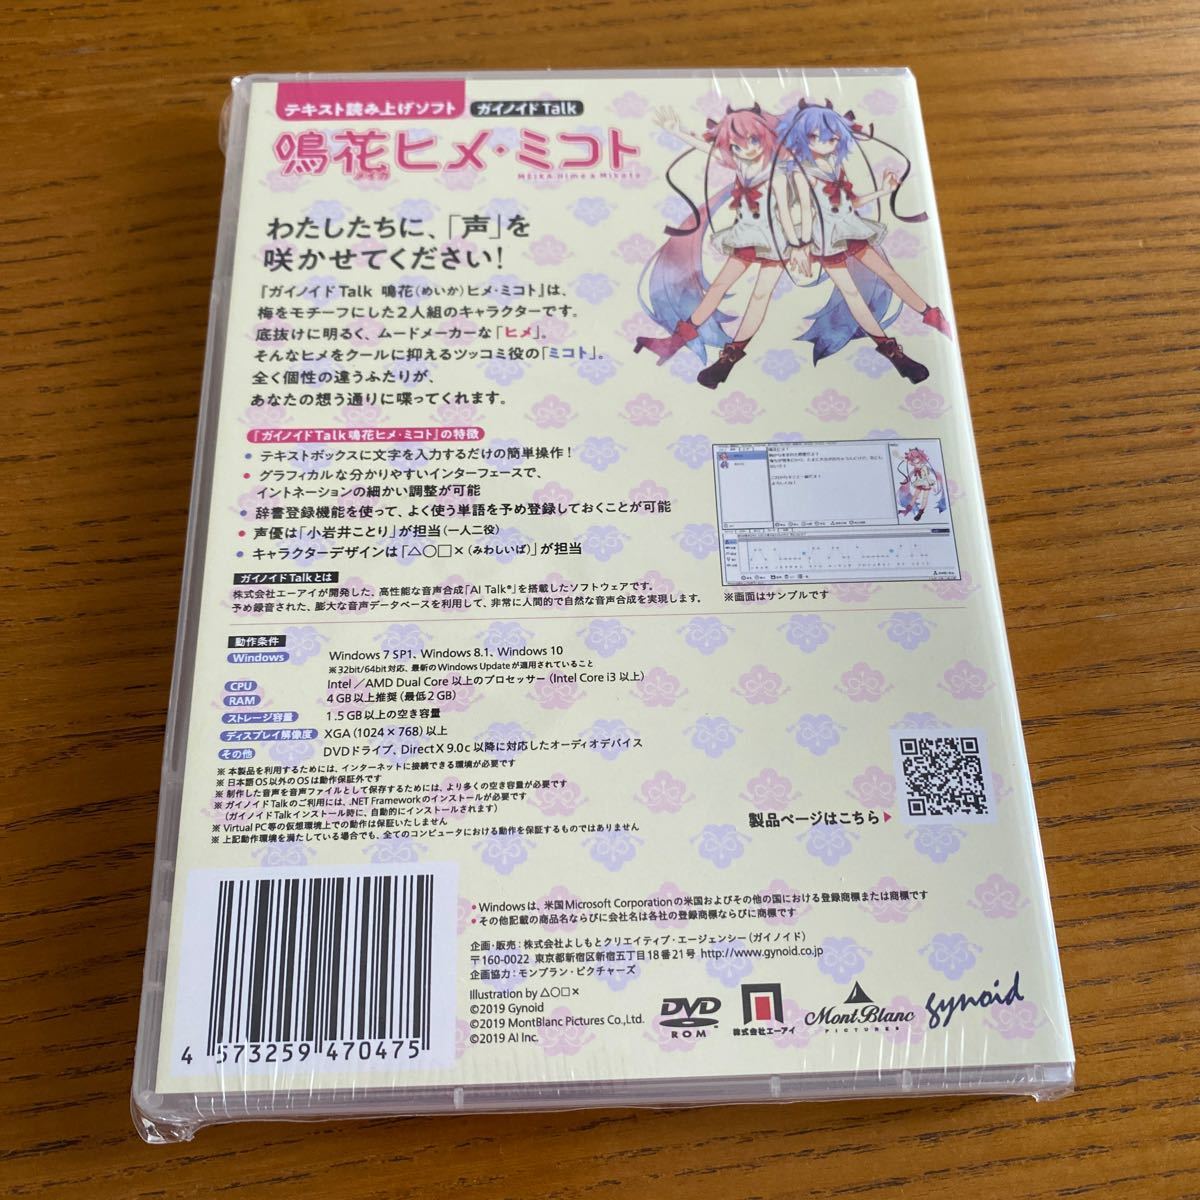 テキスト読み上げソフト
ガイノイドTalk
鳴花ヒメ・ミコト
メイカ
MEIKA Hime & Mikoto
わたしたちに、「声」を
咲かせてください!
『ガイノイドTalk 鳴花(めいか)ヒメ・ミコト』は、
梅をモチーフにした2人組のキャラクターです。
底抜けに明るく、ムードメーカーな「ヒメ」。
そんなヒメをクールに抑えるツッコミ役の「ミコト」。
全く個性の違うふたりが、
あなたの想う通りに喋ってくれます。
『ガイノイドTalk鳴花ヒメ・ミコト』の特徴
● テキストボックスに文字を入力するだけの簡単操作!
● グラフィカルな分かりやすいインターフェースで、
イントネーションの細かい調整が可能
● 辞書登録機能を使って、よく使う単語を予め登録しておくことが可能
● 声優は「小岩井ことり」が担当(一人二役)
● キャラクターデザインは「△○□×(みわしいば)」が担当
※画面はサンプルです
ガイノイドTalkとは
株式会社エーアイが開発した、高性能な音声合成「AI Talk®」を搭載したソフトウェアです。
予め録音された、膨大な音声データベースを利用して、非常に人間的で自然な音声合成を実現します。
動作条件
Windows Windows 7 SP1、Windows 8.1、Windows 10
※32bit/64bit対応、最新のWindows Updateが適用されていること
CPU Intel/AMD Dual Core 以上のプロセッサー(Intel Core i3 以上)
RAM 4GB以上推奨(最低2GB)
ストレージ容量 1.5GB以上の空き容量
ディスプレイ解像度 XGA(1024×768)以上
その他 DVDドライブ、DirectX 9.0c 以降に対応したオーディオデバイス
※ 本製品を利用するためには、インターネットに接続できる環境が必要です
※ 日本語OS以外のOSは動作保証外です
※ 制作した音声を音声ファイルとして保存するためには、より多くの空き容量が必要です
※ ガイノイドTalkのご利用には、.NET Frameworkのインストールが必要です
(ガイノイドTalkインストール時に、自動的にインストールされます)
※ Virtual PC等の仮想環境上での動作は保証いたしません
※ 上記動作環境を満たしている場合でも、全てのコンピュータにおける動作を保証するものではありません
製品ページはこちら▶
● Windowsは、米国Microsoft Corporationの米国およびその他の国における登録商標または商標です
● その他記載の商品名ならびに会社名は各社の登録商標ならびに商標です
企画・販売:株式会社よしもとクリエイティブ・エージェンシー(ガイノイド)
〒160-0022 東京都新宿区新宿五丁目18番21号 http://www.gynoid.co.jp
企画協力:モンブラン・ピクチャーズ
Illustration by △○□×
©2019 Gynoid
©2019 MontBlanc Pictures Co., Ltd.
©2019 AI Inc.
DVD
ROM
株式会社エーアイ
MontBlanc
PICTURES
gynoid
4 573259 470475